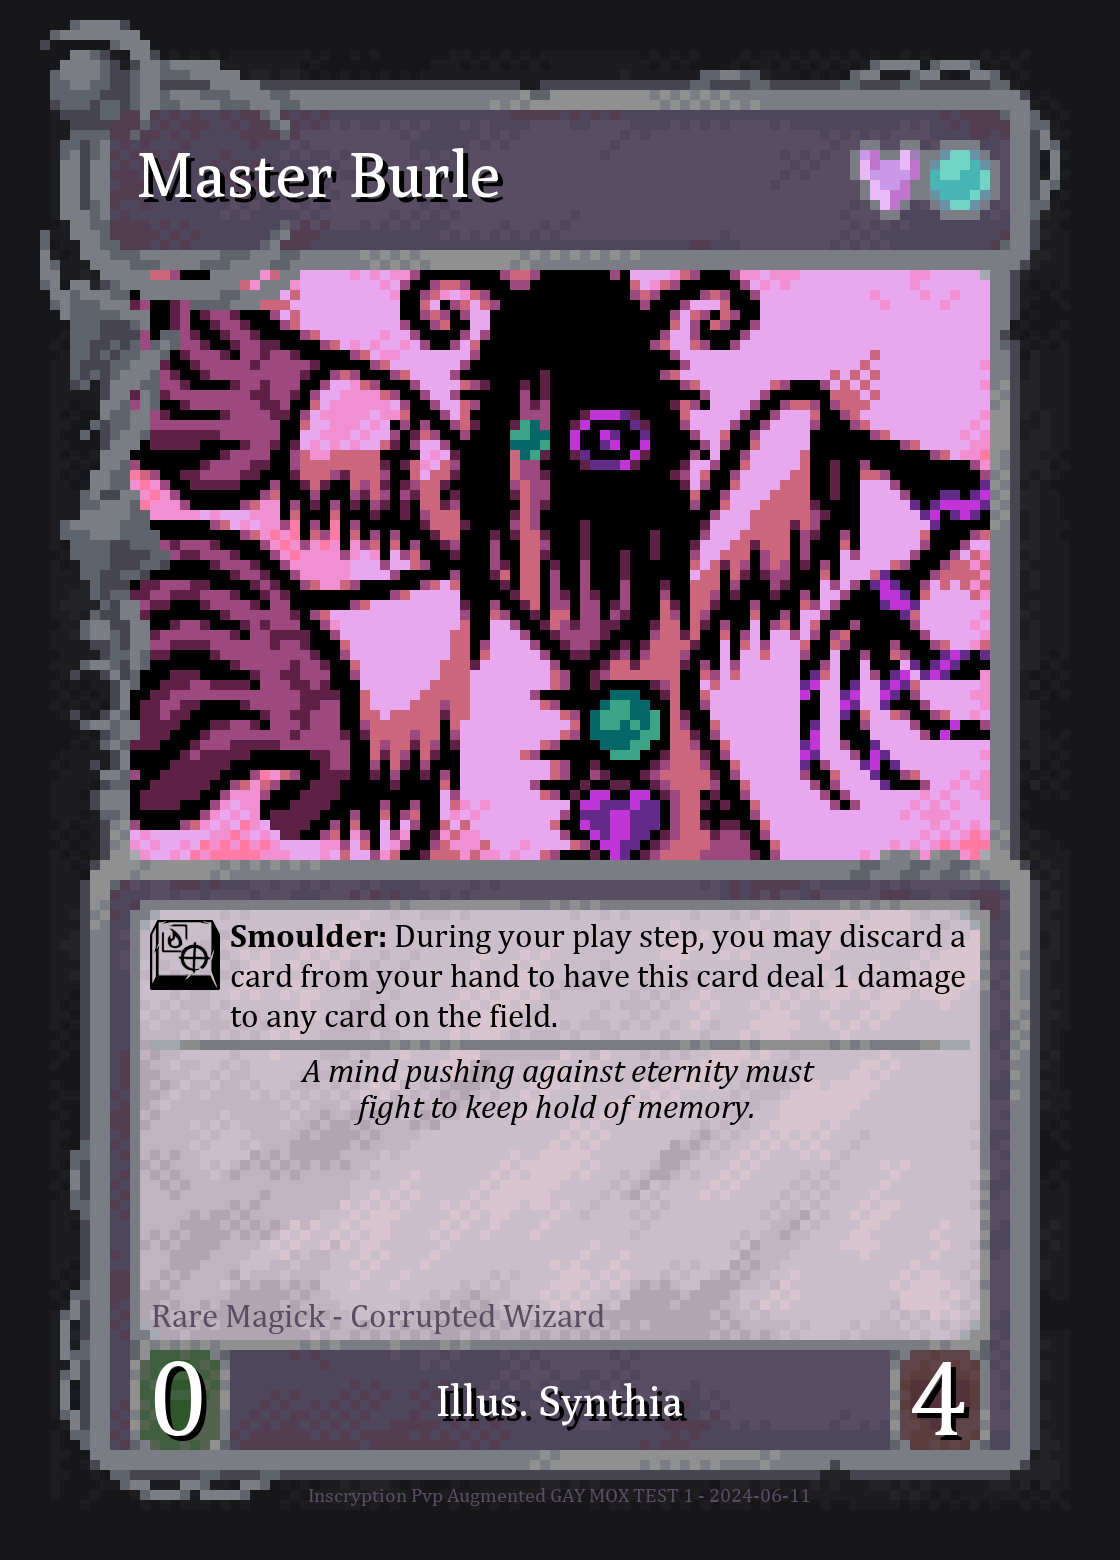 Master Burle
Smoulder: During your play step, you may discard a
card from your hand to have this card deal 1 damage
to any card on the field.
A mind pushing against eternity must
fight to keep hold of memory.
Rare Magick - Corrupted Wizard
0
Illus. Synthia
4
Inscryption Pvp Augmented GAY MOX TEST 1 - 2024-06-11